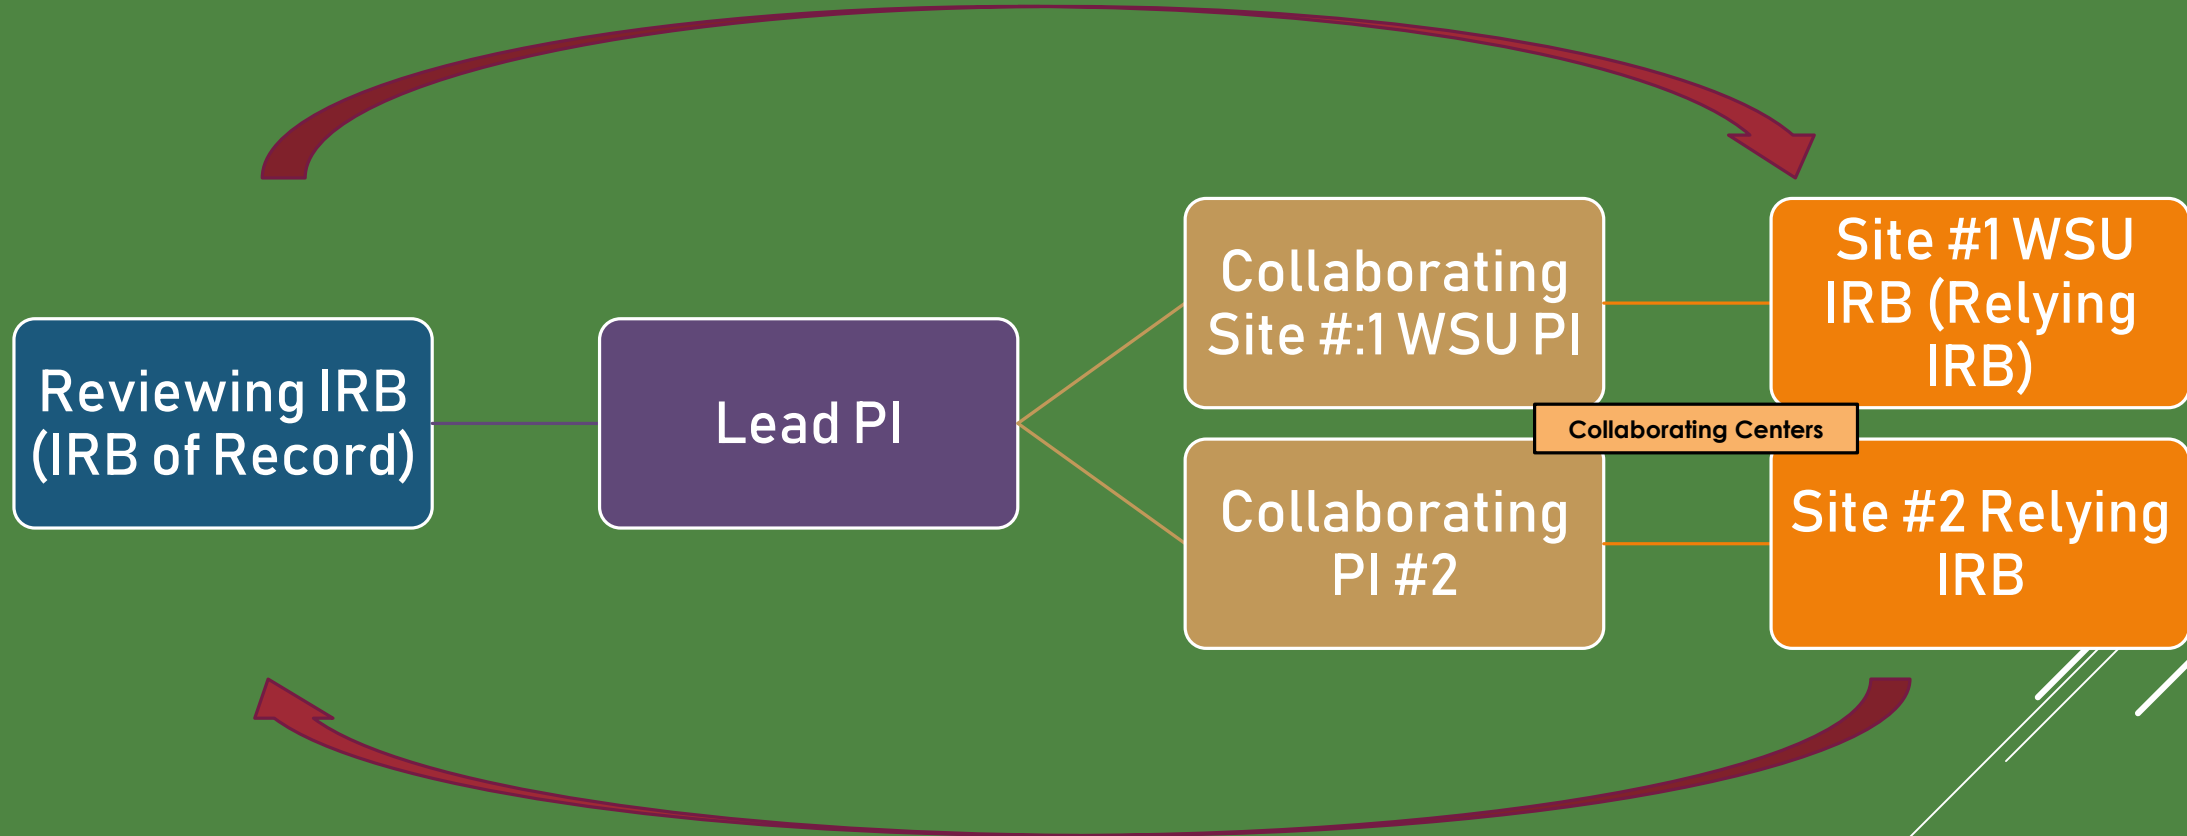 Reviewing IRB
(IRB of Record)
Lead PI
Collaborating
Site #:1 WSU PI
Site #1 WSU
IRB (Relying
IRB)
Collaborating Centers
Collaborating
PI #2
Site #2 Relying
IRB